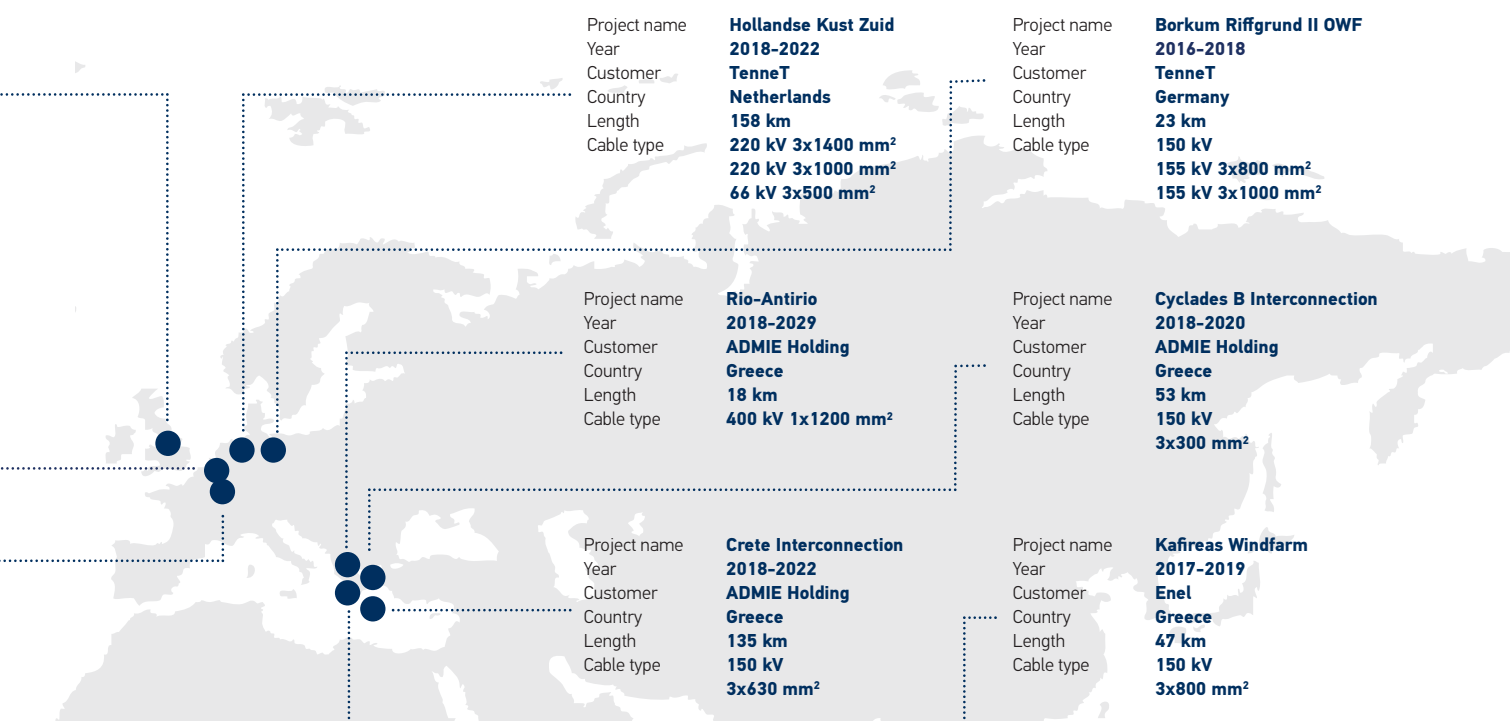 Project name Hollandse Kust Zuid
Year 2018-2022
Customer TenneT
Country Netherlands
Length 158 km
Cable type 220 kV 3x1400 mm²
220 kV 3x1000 mm²
66 kV 3x500 mm²
Project name Borkum Riffgrund II OWF
Year 2016-2018
Customer TenneT
Country Germany
Length 23 km
Cable type 150 kV
155 kV 3x800 mm²
155 kV 3x1000 mm²
Project name Rio-Antirio
Year 2018-2029
Customer ADMIE Holding
Country Greece
Length 18 km
Cable type 400 kV 1x1200 mm²
Project name Cyclades B Interconnection
Year 2018-2020
Customer ADMIE Holding
Country Greece
Length 53 km
Cable type 150 kV
3x300 mm²
Project name Crete Interconnection
Year 2018-2022
Customer ADMIE Holding
Country Greece
Length 135 km
Cable type 150 kV
3x630 mm²
Project name Kafireas Windfarm
Year 2017-2019
Customer Enel
Country Greece
Length 47 km
Cable type 150 kV
3x800 mm²